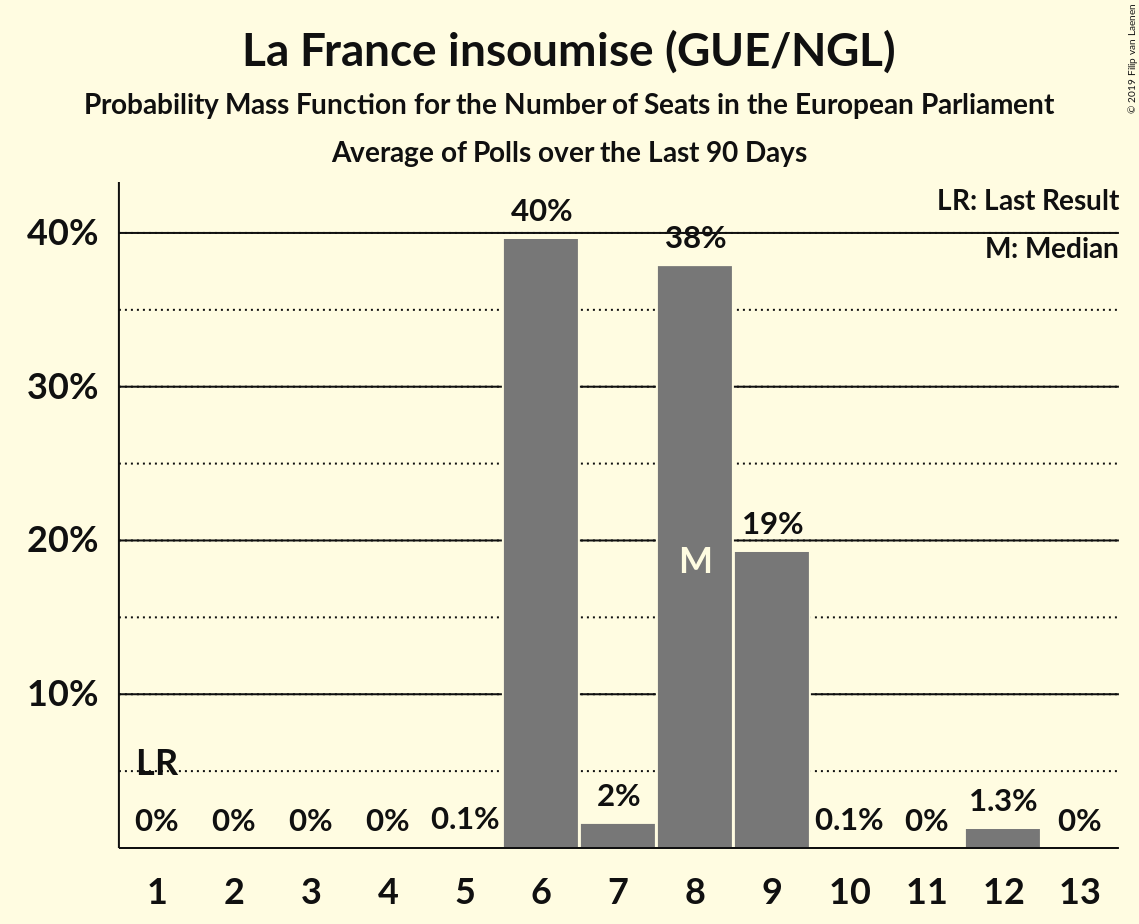 La France insoumise (GUE/NGL)
Probability Mass Function for the Number of Seats in the European Parliament
Average of Polls over the Last 90 Days
© 2019 Filip van Laenen
LR: Last Result
M: Median
40%
30%
20%
10%
40%
38%
19%
M
LR
0%
0%
0%
0%
0.1%
2%
0.1%
0%
1.3%
0%
1 2 3 4 5 6 7 8 9 10 11 12 13